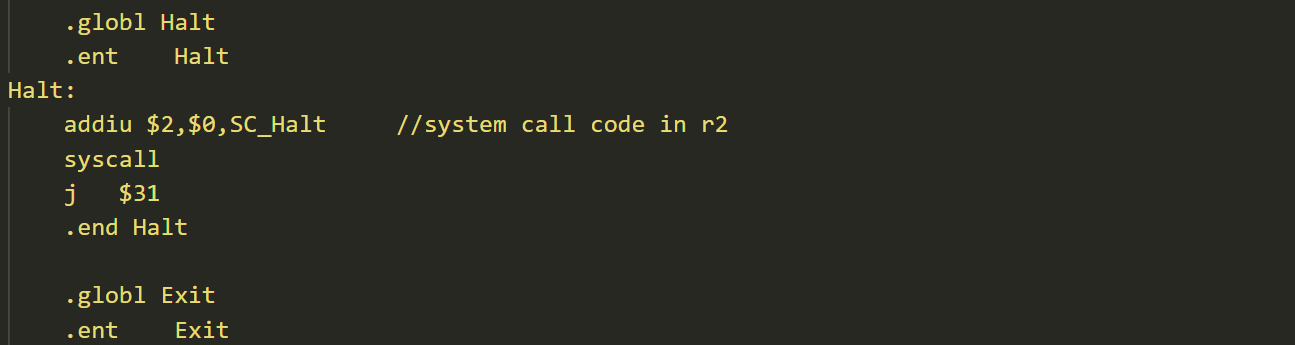 .globl Halt
.ent    Halt
Halt:
addiu $2,$0,SC_Halt     //system call code in r2
syscall
j   $31
.end Halt
.globl Exit
.ent    Exit